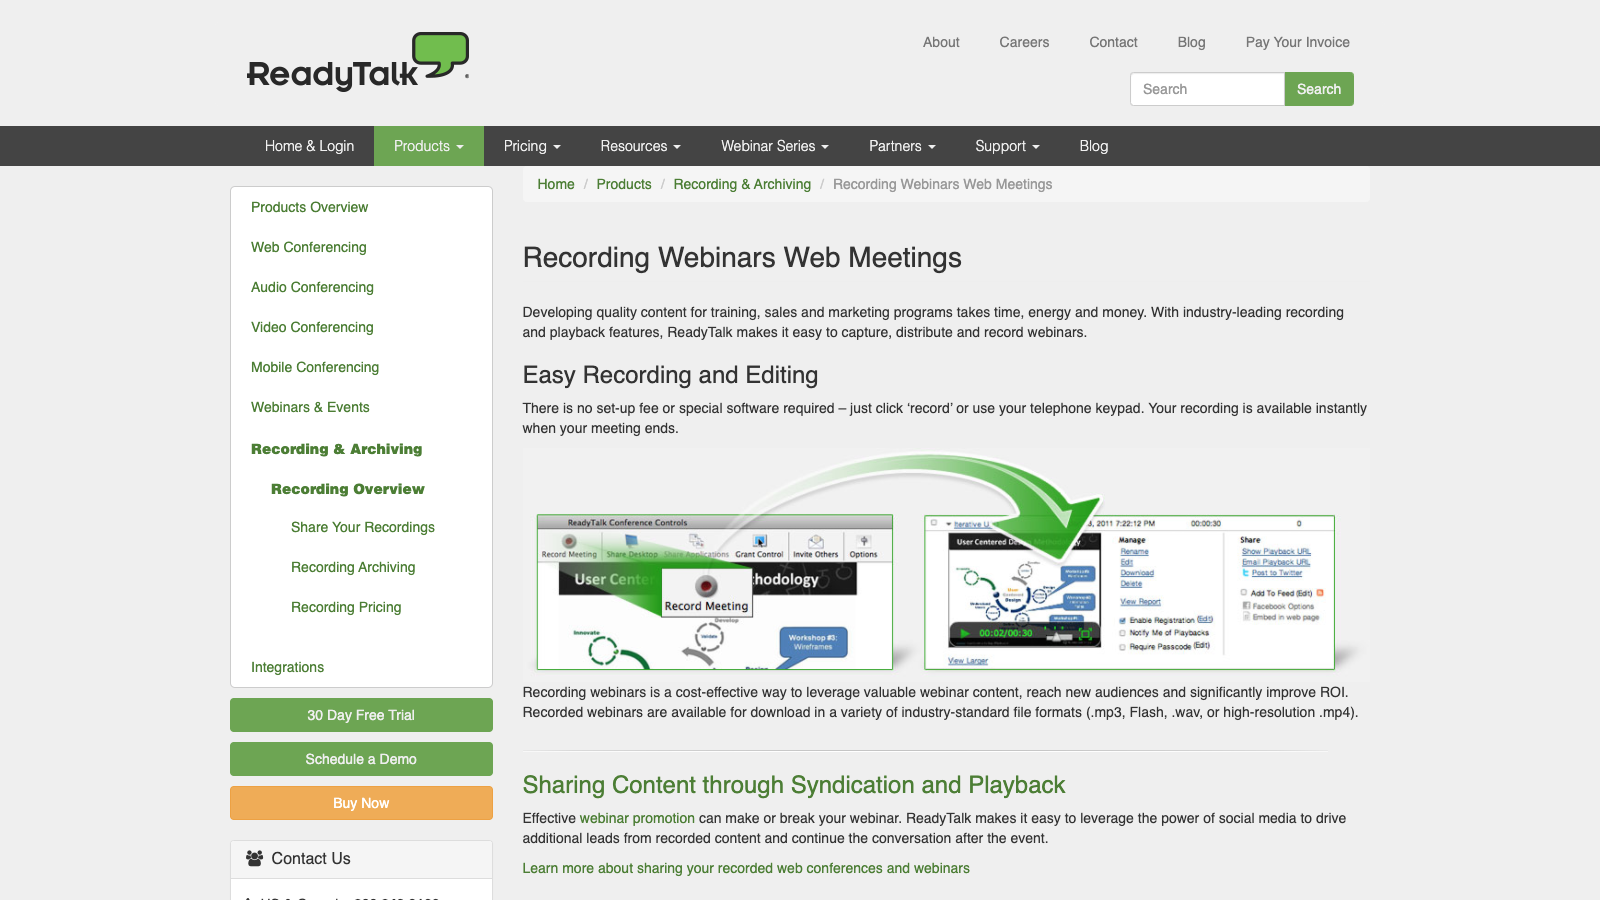 ReadyTalk
About Careers Contact Blog Pay Your Invoice
Search Search
Home & Login Products Pricing Resources Webinar Series Partners Support Blog
Home / Products / Recording & Archiving / Recording Webinars Web Meetings
Products Overview
Web Conferencing
Audio Conferencing
Video Conferencing
Mobile Conferencing
Webinars & Events
Recording & Archiving
Recording Overview
Share Your Recordings
Recording Archiving
Recording Pricing
Integrations
30 Day Free Trial
Schedule a Demo
Buy Now
Contact Us
Recording Webinars Web Meetings
Developing quality content for training, sales and marketing programs takes time, energy and money. With industry-leading recording
and playback features, ReadyTalk makes it easy to capture, distribute and record webinars.
Easy Recording and Editing
There is no set-up fee or special software required – just click ‘record’ or use your telephone keypad. Your recording is available instantly
when your meeting ends.
ReadyTalk Conference Controls
Record Meeting Share Desktop Share Applications Grant Control Invite Others Options
User Center hodology
Record Meeting
Develop
Innovate
Validate
Workshop #3:
Wireframes
Iterative U 3, 2011 7:22:12 PM 00:00:30 0
User Centered De
Manage
Rename
Edit
Download
Delete
View Report
Enable Registration (Edit)
Notify Me of Playbacks
Require Passcode (Edit)
Share
Show Playback URL
Email Playback URL
Post to Twitter
Add To Feed (Edit)
Facebook Options
Embed in web page
00:02/00:30
View Larger
Recording webinars is a cost-effective way to leverage valuable webinar content, reach new audiences and significantly improve ROI.
Recorded webinars are available for download in a variety of industry-standard file formats (.mp3, Flash, .wav, or high-resolution .mp4).
Sharing Content through Syndication and Playback
Effective webinar promotion can make or break your webinar. ReadyTalk makes it easy to leverage the power of social media to drive
additional leads from recorded content and continue the conversation after the event.
Learn more about sharing your recorded web conferences and webinars